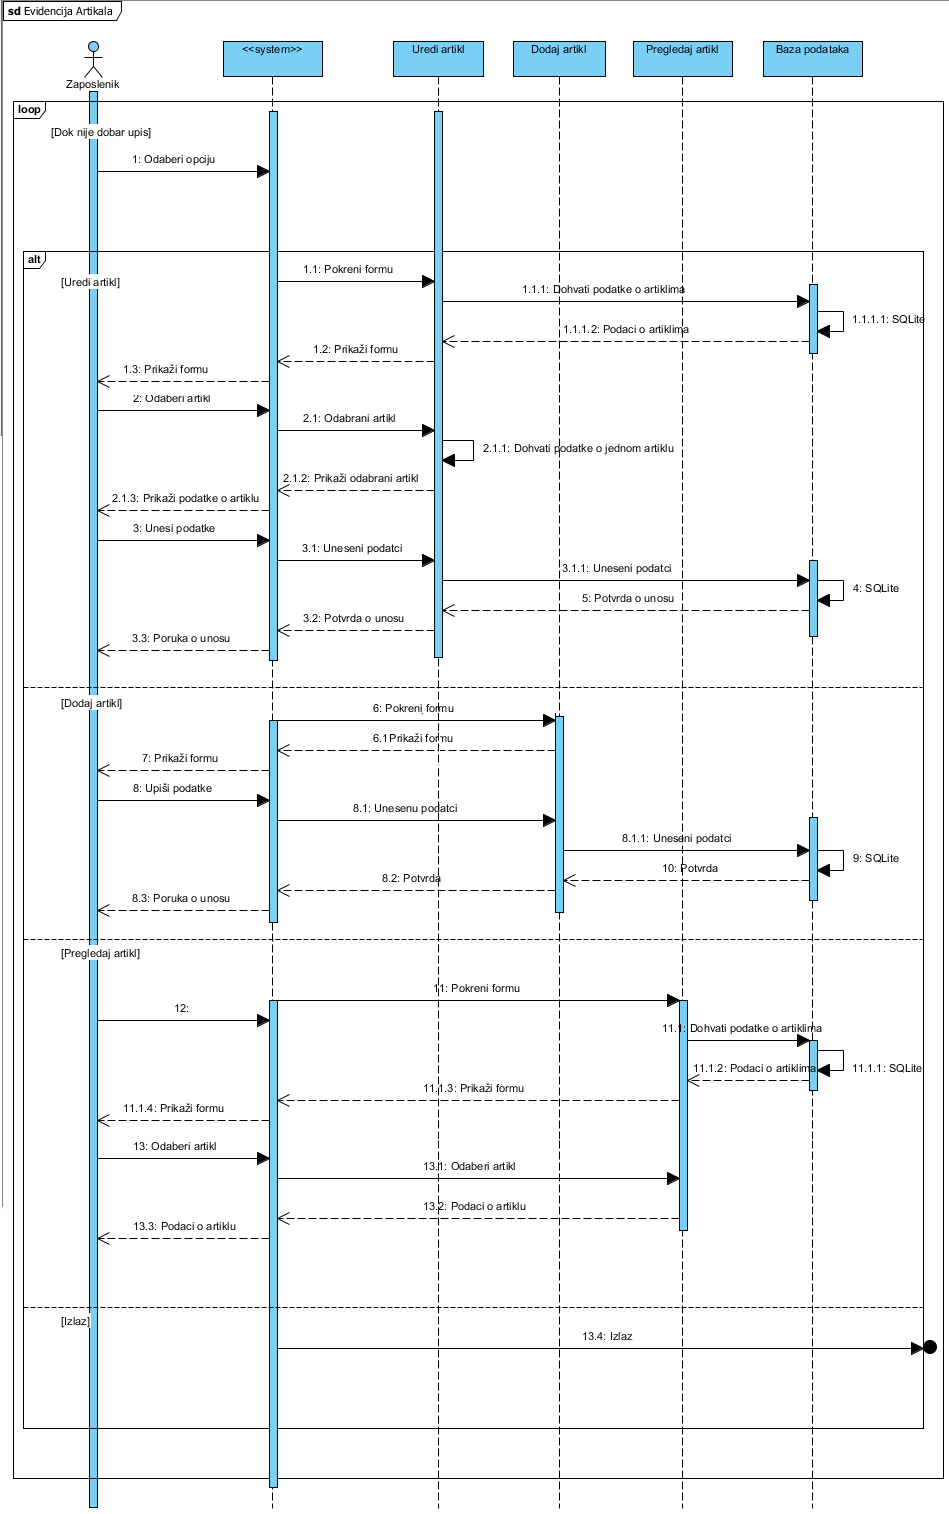 sd Evidencija Artikala
<<system>>
Uredi artikl
Dodaj artikl
Pregledaj artikl
Baza podataka
Zaposlenik
loop
[Dok nije dobar upis]
1: Odaberi opciju
alt
[Uredi artikl]
1.1: Pokreni formu
1.1.1: Dohvati podatke o artiklima
1.1.1.1: SQLite
1.1.1.2: Podaci o artiklima
1.2: Prikaži formu
1.3: Prikaži formu
2: Odaberi artikl
2.1: Odabrani artikl
2.1.1: Dohvati podatke o jednom artiklu
2.1.2: Prikaži odabrani artikl
2.1.3: Prikaži podatke o artiklu
3: Unesi podatke
3.1: Uneseni podatci
3.1.1: Uneseni podatci
4: SQLite
5: Potvrda o unosu
3.2: Potvrda o unosu
3.3: Poruka o unosu
[Dodaj artikl]
6: Pokreni formu
6.1Prikaži formu
7: Prikaži formu
8: Upiši podatke
8.1: Unesenu podatci
8.1.1: Uneseni podatci
9: SQLite
10: Potvrda
8.2: Potvrda
8.3: Poruka o unosu
[Pregledaj artikl]
11: Pokreni formu
12:
11.1: Dohvati podatke o artiklima
11.1.1: SQLite
11.1.2: Podaci o artiklima
11.1.3: Prikaži formu
11.1.4: Prikaži formu
13: Odaberi artikl
13.1: Odaberi artikl
13.2: Podaci o artiklu
13.3: Podaci o artiklu
[Izlaz]
13.4: Izlaz